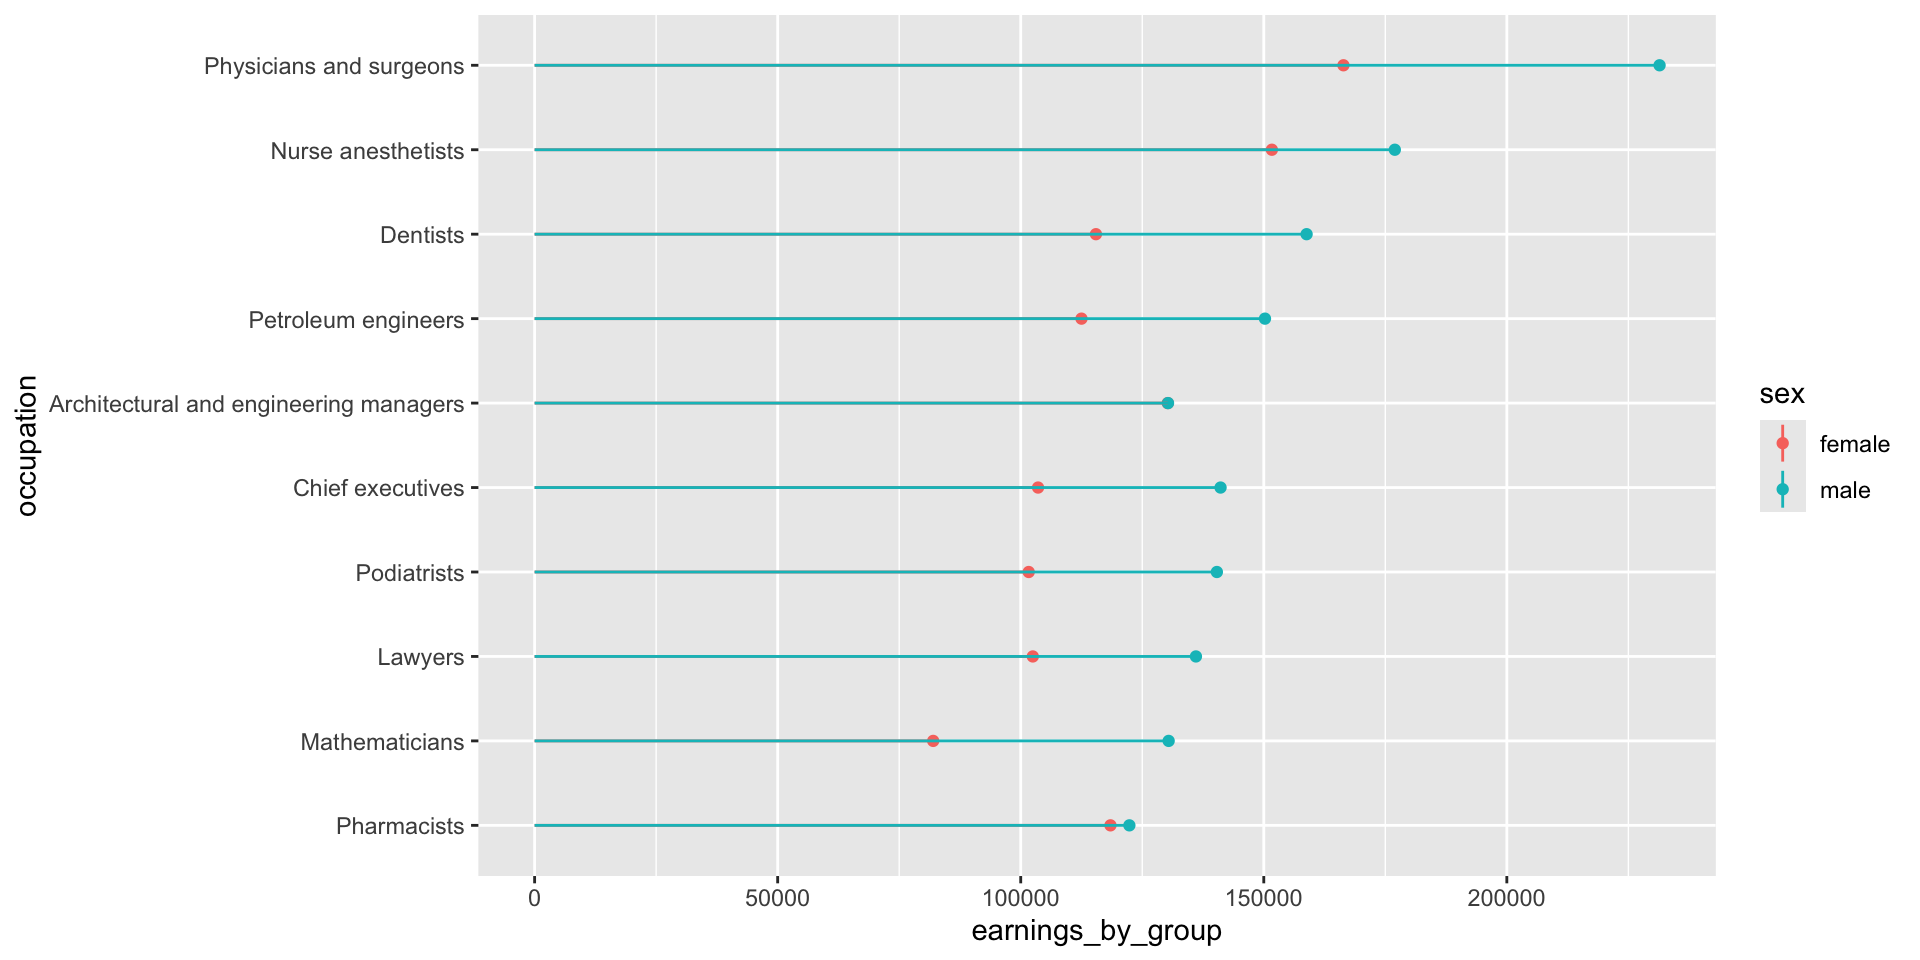 Physicians and surgeons
Nurse anesthetists
Dentists
Petroleum engineers
Architectural and engineering managers
Chief executives
Podiatrists
Lawyers
Mathematicians
Pharmacists
occupation
0 50000 100000 150000 200000
earnings_by_group
sex
female
male